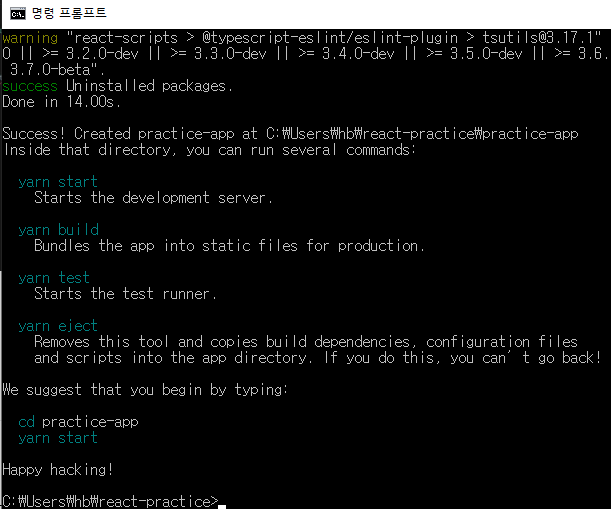 명령 프롬프트
warning "react-scripts > @typescript-eslint/eslint-plugin > tsutils@3.17.1"
0 || >= 3.2.0-dev || >= 3.3.0-dev || >= 3.4.0-dev || >= 3.5.0-dev || >= 3.6.
 3.7.0-beta".
success Uninstalled packages.
Done in 14.00s.
Success! Created practice-app at C:₩Users₩hb₩react-practice₩practice-app
Inside that directory, you can run several commands:
yarn start
Starts the development server.
yarn build
Bundles the app into static files for production.
yarn test
Starts the test runner.
yarn eject
Removes this tool and copies build dependencies, configuration files
and scripts into the app directory. If you do this, you can't go back!
We suggest that you begin by typing:
cd practice-app
yarn start
Happy hacking!
C:₩Users₩hb₩react-practice>